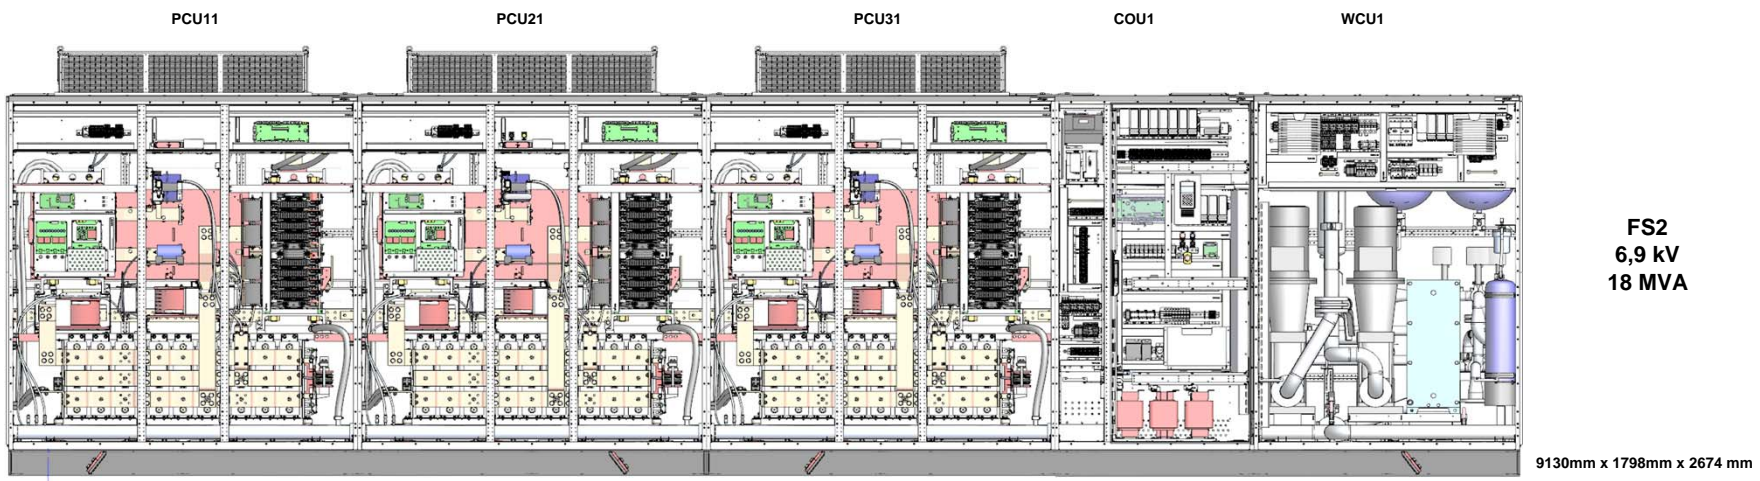 PCU11 PCU21 PCU31 COU1 WCU1
FS2
6,9 kV
18 MVA
9130mm x 1798mm x 2674 mm